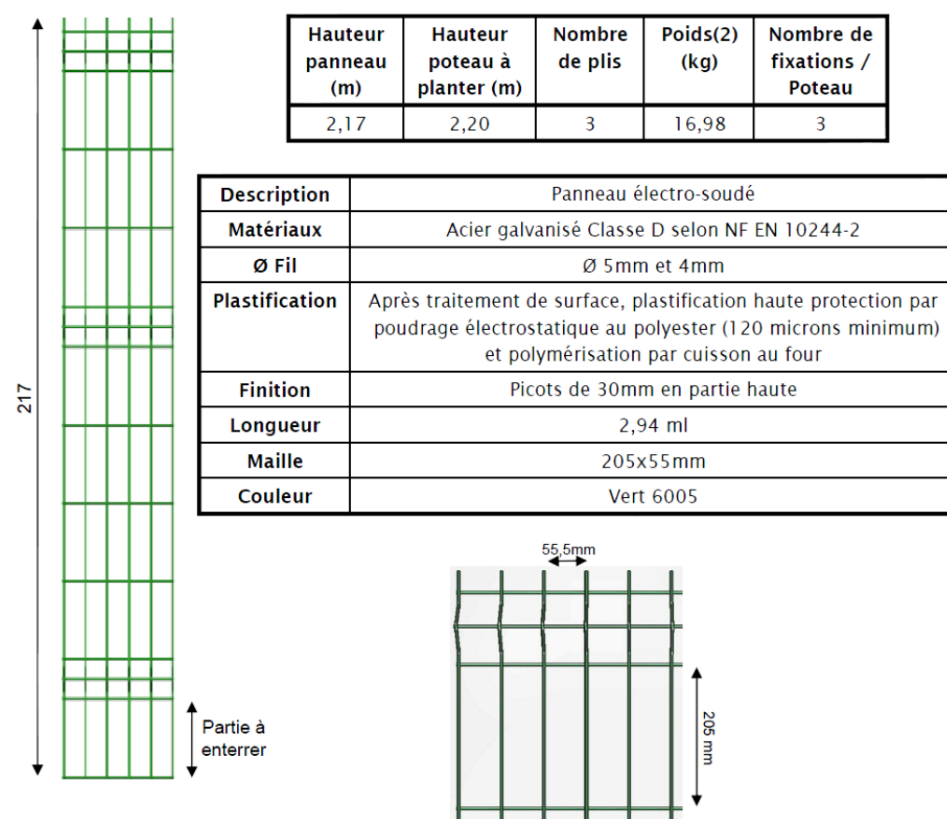 Hauteur panneau (m) Hauteur poteau à planter (m) Nombre de plis Poids(2) (kg) Nombre de fixations / Poteau
2,17 2,20 3 16,98 3
Description Panneau électro-soudé
Matériaux Acier galvanisé Classe D selon NF EN 10244-2
Ø Fil Ø 5mm et 4mm
Plastification Après traitement de surface, plastification haute protection par
poudrage électrostatique au polyester (120 microns minimum)
et polymérisation par cuisson au four
Finition Picots de 30mm en partie haute
Longueur 2,94 ml
Maille 205x55mm
Couleur Vert 6005
217
Partie à
enterrer
55,5mm
205 mm